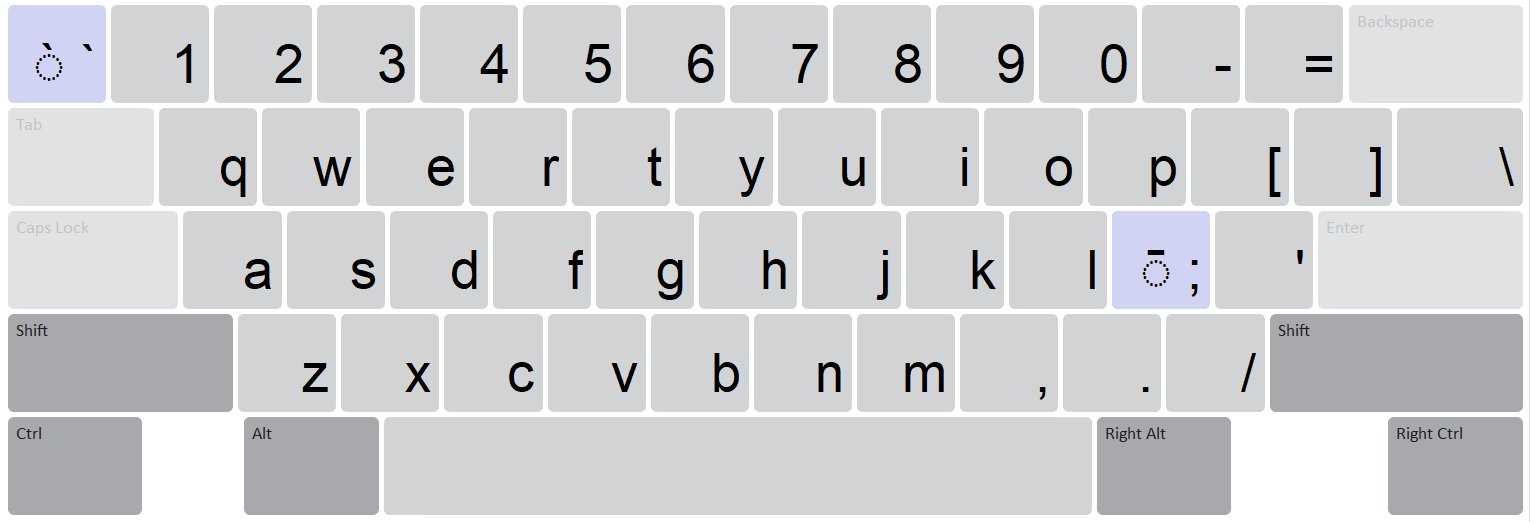 ◌̀ ` 1 2 3 4 5 6 7 8 9 0 - = Backspace
Tab q w e r t y u i o p [ ] \
Caps Lock a s d f g h j k l ◌̄ ; ' Enter
Shift z x c v b n m , . / Shift
Ctrl Alt Right Alt Right Ctrl